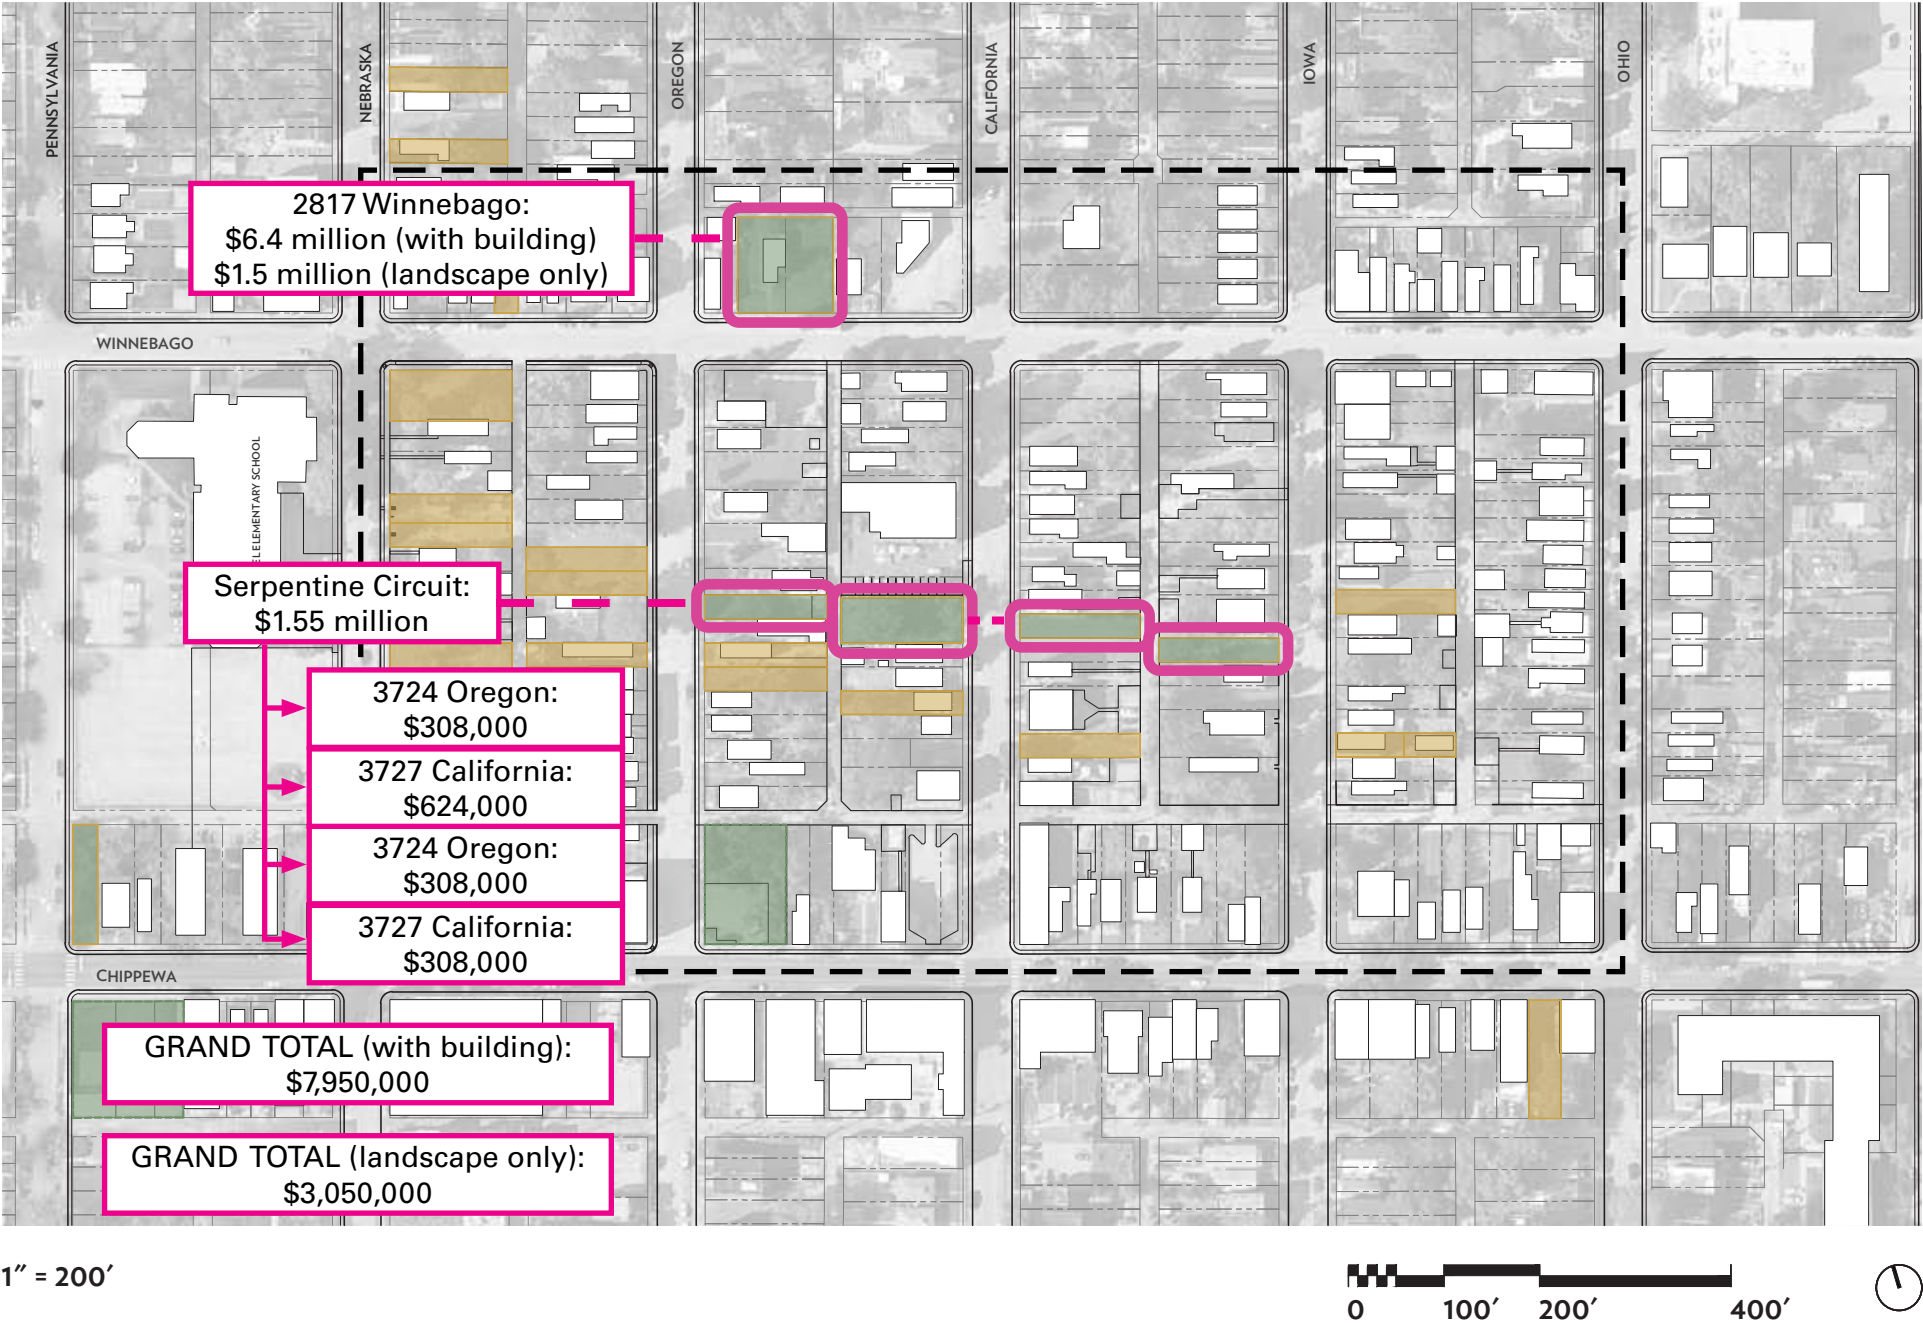 PENNSYLVANIA
NEBRASKA
OREGON
CALIFORNIA
IOWA
OHIO
2817 Winnebago:
$6.4 million (with building)
$1.5 million (landscape only)
WINNEBAGO
ELEMENTARY SCHOOL
Serpentine Circuit:
$1.55 million
3724 Oregon:
$308,000
3727 California:
$624,000
3724 Oregon:
$308,000
3727 California:
$308,000
CHIPPEWA
GRAND TOTAL (with building):
$7,950,000
GRAND TOTAL (landscape only):
$3,050,000
1″ = 200′
0 100′ 200′ 400′